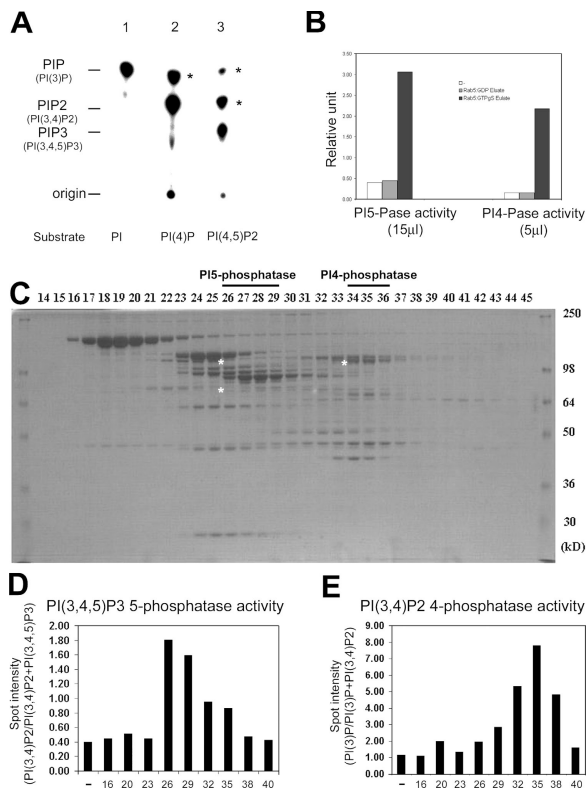 A
B
1 2 3
PIP
(PI(3)P)
*
*
PIP2
(PI(3,4)P2)
*
PIP3
(PI(3,4,5)P3)
origin
Substrate PI PI(4)P PI(4,5)P2
Relative unit
3.50
3.00
2.50
2.00
1.50
1.00
0.50
0.00
-
Rab5:GDP Eluate
Rab5:GTPgS Eluate
PI5-Pase activity
(15µl)
PI4-Pase activity
(5µl)
PI5-phosphatase PI4-phosphatase
C
14 15 16 17 18 19 20 21 22 23 24 25 26 27 28 29 30 31 32 33 34 35 36 37 38 39 40 41 42 43 44 45
250
98
64
50
36
30
(kD)
*
*
*
D
PI(3,4,5)P3 5-phosphatase activity
Spot intensity
(PI(3,4)P2/PI(3,4)P2+PI(3,4,5)P3)
2.00
1.80
1.60
1.40
1.20
1.00
0.80
0.60
0.40
0.20
0.00
- 16 20 23 26 29 32 35 38 40
E
PI(3,4)P2 4-phosphatase activity
Spot intensity
(PI(3)P/PI(3)P+PI(3,4)P2)
9.00
8.00
7.00
6.00
5.00
4.00
3.00
2.00
1.00
0.00
- 16 20 23 26 29 32 35 38 40